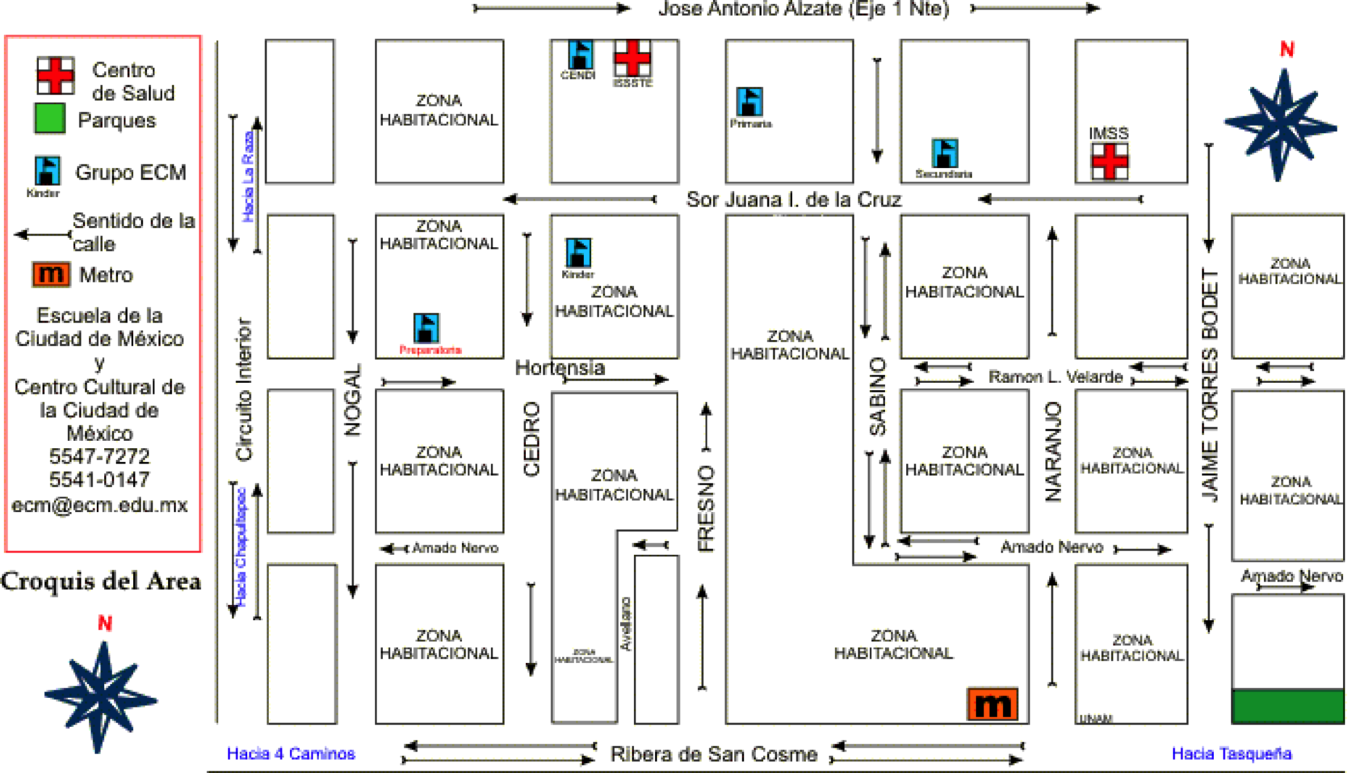 Jose Antonio Alzate (Eje 1 Nte)
Centro
de Salud
Parques
Grupo ECM
Kinder
Sentido de la
calle
m
Metro
Escuela de la
Ciudad de México
y
Centro Cultural de
la Ciudad de
México
5547-7272
5541-0147
ecm@ecm.edu.mx
Croquis del Area
N
N
ZONA
HABITACIONAL
CENDI
ISSSTE
Primaria
Secundaria
IMSS
Hacia La Raza
Sor Juana I. de la Cruz
ZONA
HABITACIONAL
Preparatoria
Kinder
ZONA
HABITACIONAL
ZONA
HABITACIONAL
ZONA
HABITACIONAL
ZONA
HABITACIONAL
Circuito Interior
NOGAL
Hortensia
CEDRO
FRESNO
SABINO
Ramon L. Velarde
NARANJO
JAIME TORRES BODET
ZONA
HABITACIONAL
ZONA
HABITACIONAL
ZONA
HABITACIONAL
ZONA
HABITACIONAL
ZONA
HABITACIONAL
Hacia Chapultepec
Amado Nervo
Amado Nervo
Amado Nervo
ZONA
HABITACIONAL
ZONA
HABITACIONAL
Avellano
ZONA
HABITACIONAL
ZONA
HABITACIONAL
m
UNAM
Hacia 4 Caminos
Ribera de San Cosme
Hacia Tasqueña